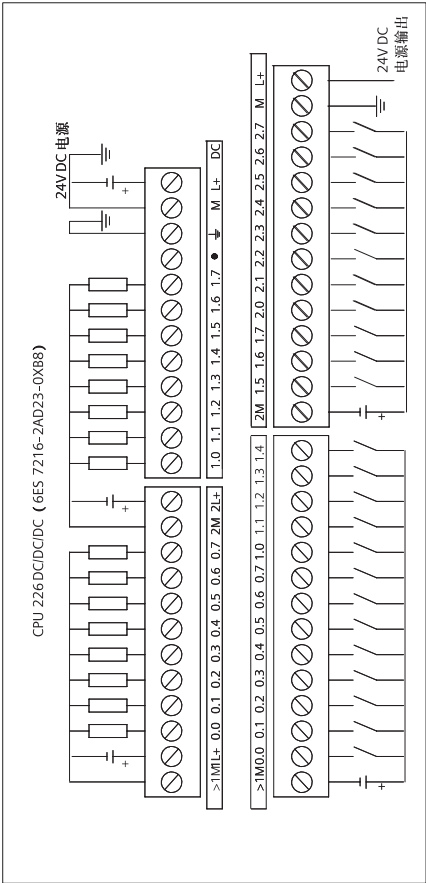 CPU 226 DC/DC/DC（6ES 7216-2AD23-0XB8）
24V DC 电源
>1M 1L+ 0.0 0.1 0.2 0.3 0.4 0.5 0.6 0.7 2M 2L+
1.0 1.1 1.2 1.3 1.4 1.5 1.6 1.7 ● ⏚ M L+ DC
>1M 0.0 0.1 0.2 0.3 0.4 0.5 0.6 0.7 1.0 1.1 1.2 1.3 1.4
2M 1.5 1.6 1.7 2.0 2.1 2.2 2.3 2.4 2.5 2.6 2.7 M L+
24V DC
电源输出